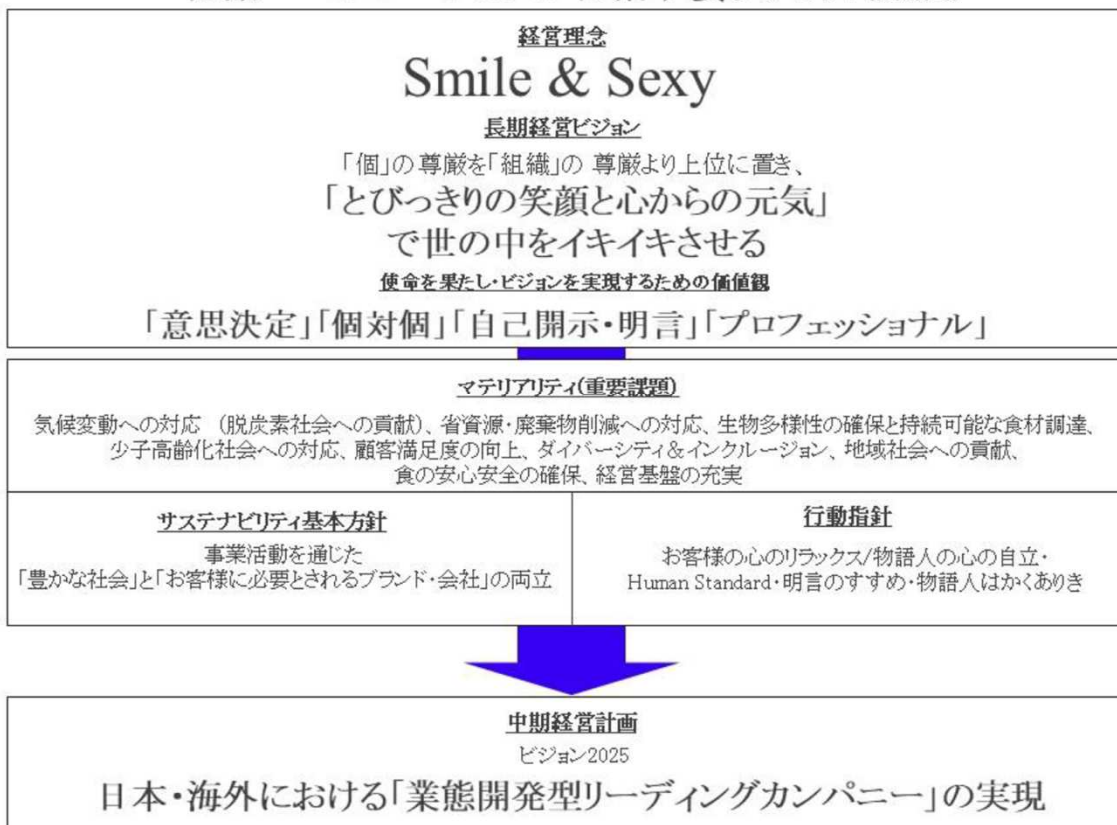 経営理念
Smile & Sexy
長期経営ビジョン
「個」の尊厳を「組織」の 尊厳より上位に置き、
「とびっきりの笑顔と心からの元気」
で世の中をイキイキさせる
使命を果たし・ビジョンを実現するための価値観
「意思決定」「個対個」「自己開示・明言」「プロフェッショナル」
マテリアリティ(重要課題)
気候変動への対応 (脱炭素社会への貢献)、省資源・廃棄物削減への対応、生物多様性の確保と持続可能な食材調達、
少子高齢化社会への対応、顧客満足度の向上、ダイバーシティ&インクルージョン、地域社会への貢献、
食の安心安全の確保、経営基盤の充実
サステナビリティ基本方針
事業活動を通じた
「豊かな社会」と「お客様に必要とされるブランド・会社」の両立
行動指針
お客様の心のリラックス/物語人の心の自立・
Human Standard・明言のすすめ・物語人はかくありき
中期経営計画
ビジョン2025
日本・海外における「業態開発型リーディングカンパニー」の実現